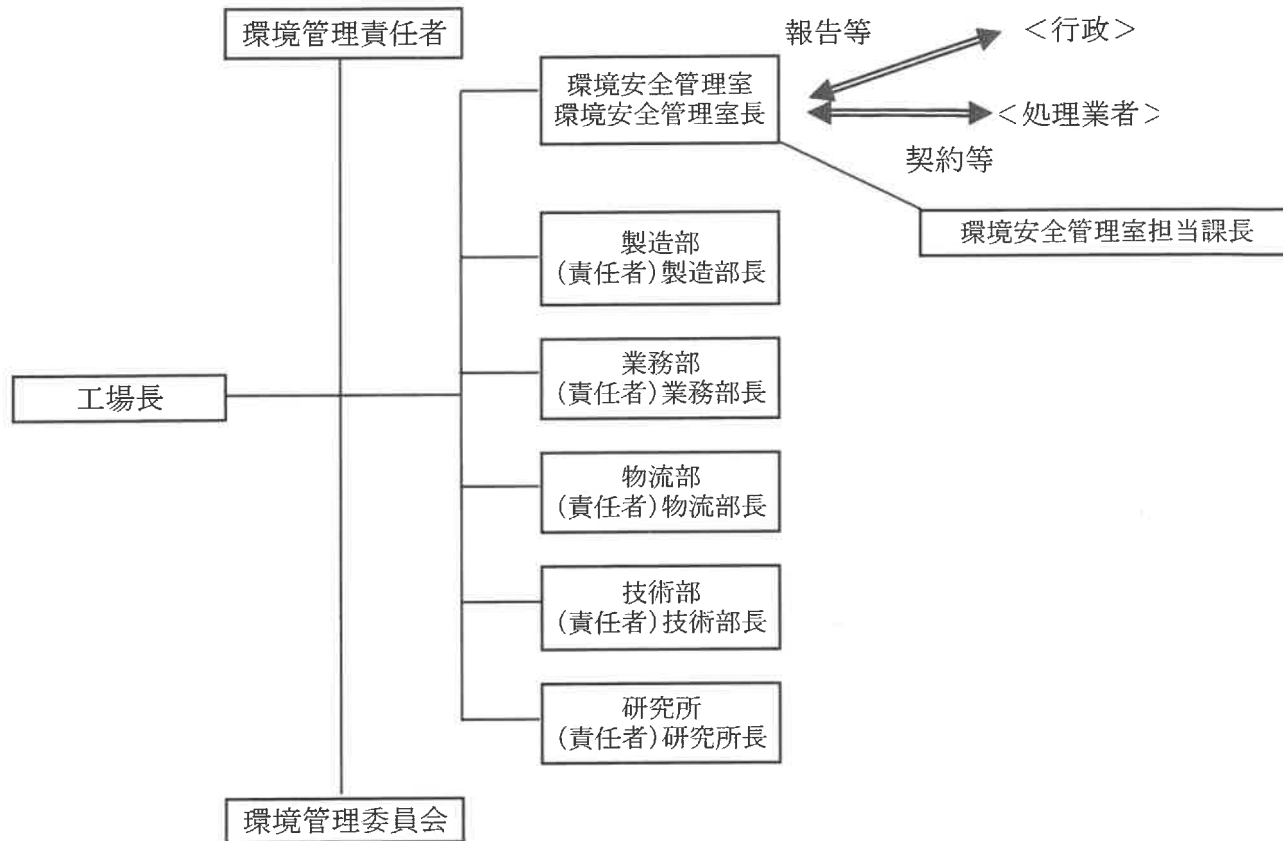 環境管理責任者
報告等
＜行政＞
環境安全管理室
環境安全管理室長
＜処理業者＞
契約等
環境安全管理室担当課長
製造部
(責任者)製造部長
業務部
(責任者)業務部長
工場長
物流部
(責任者)物流部長
技術部
(責任者)技術部長
研究所
(責任者)研究所長
環境管理委員会